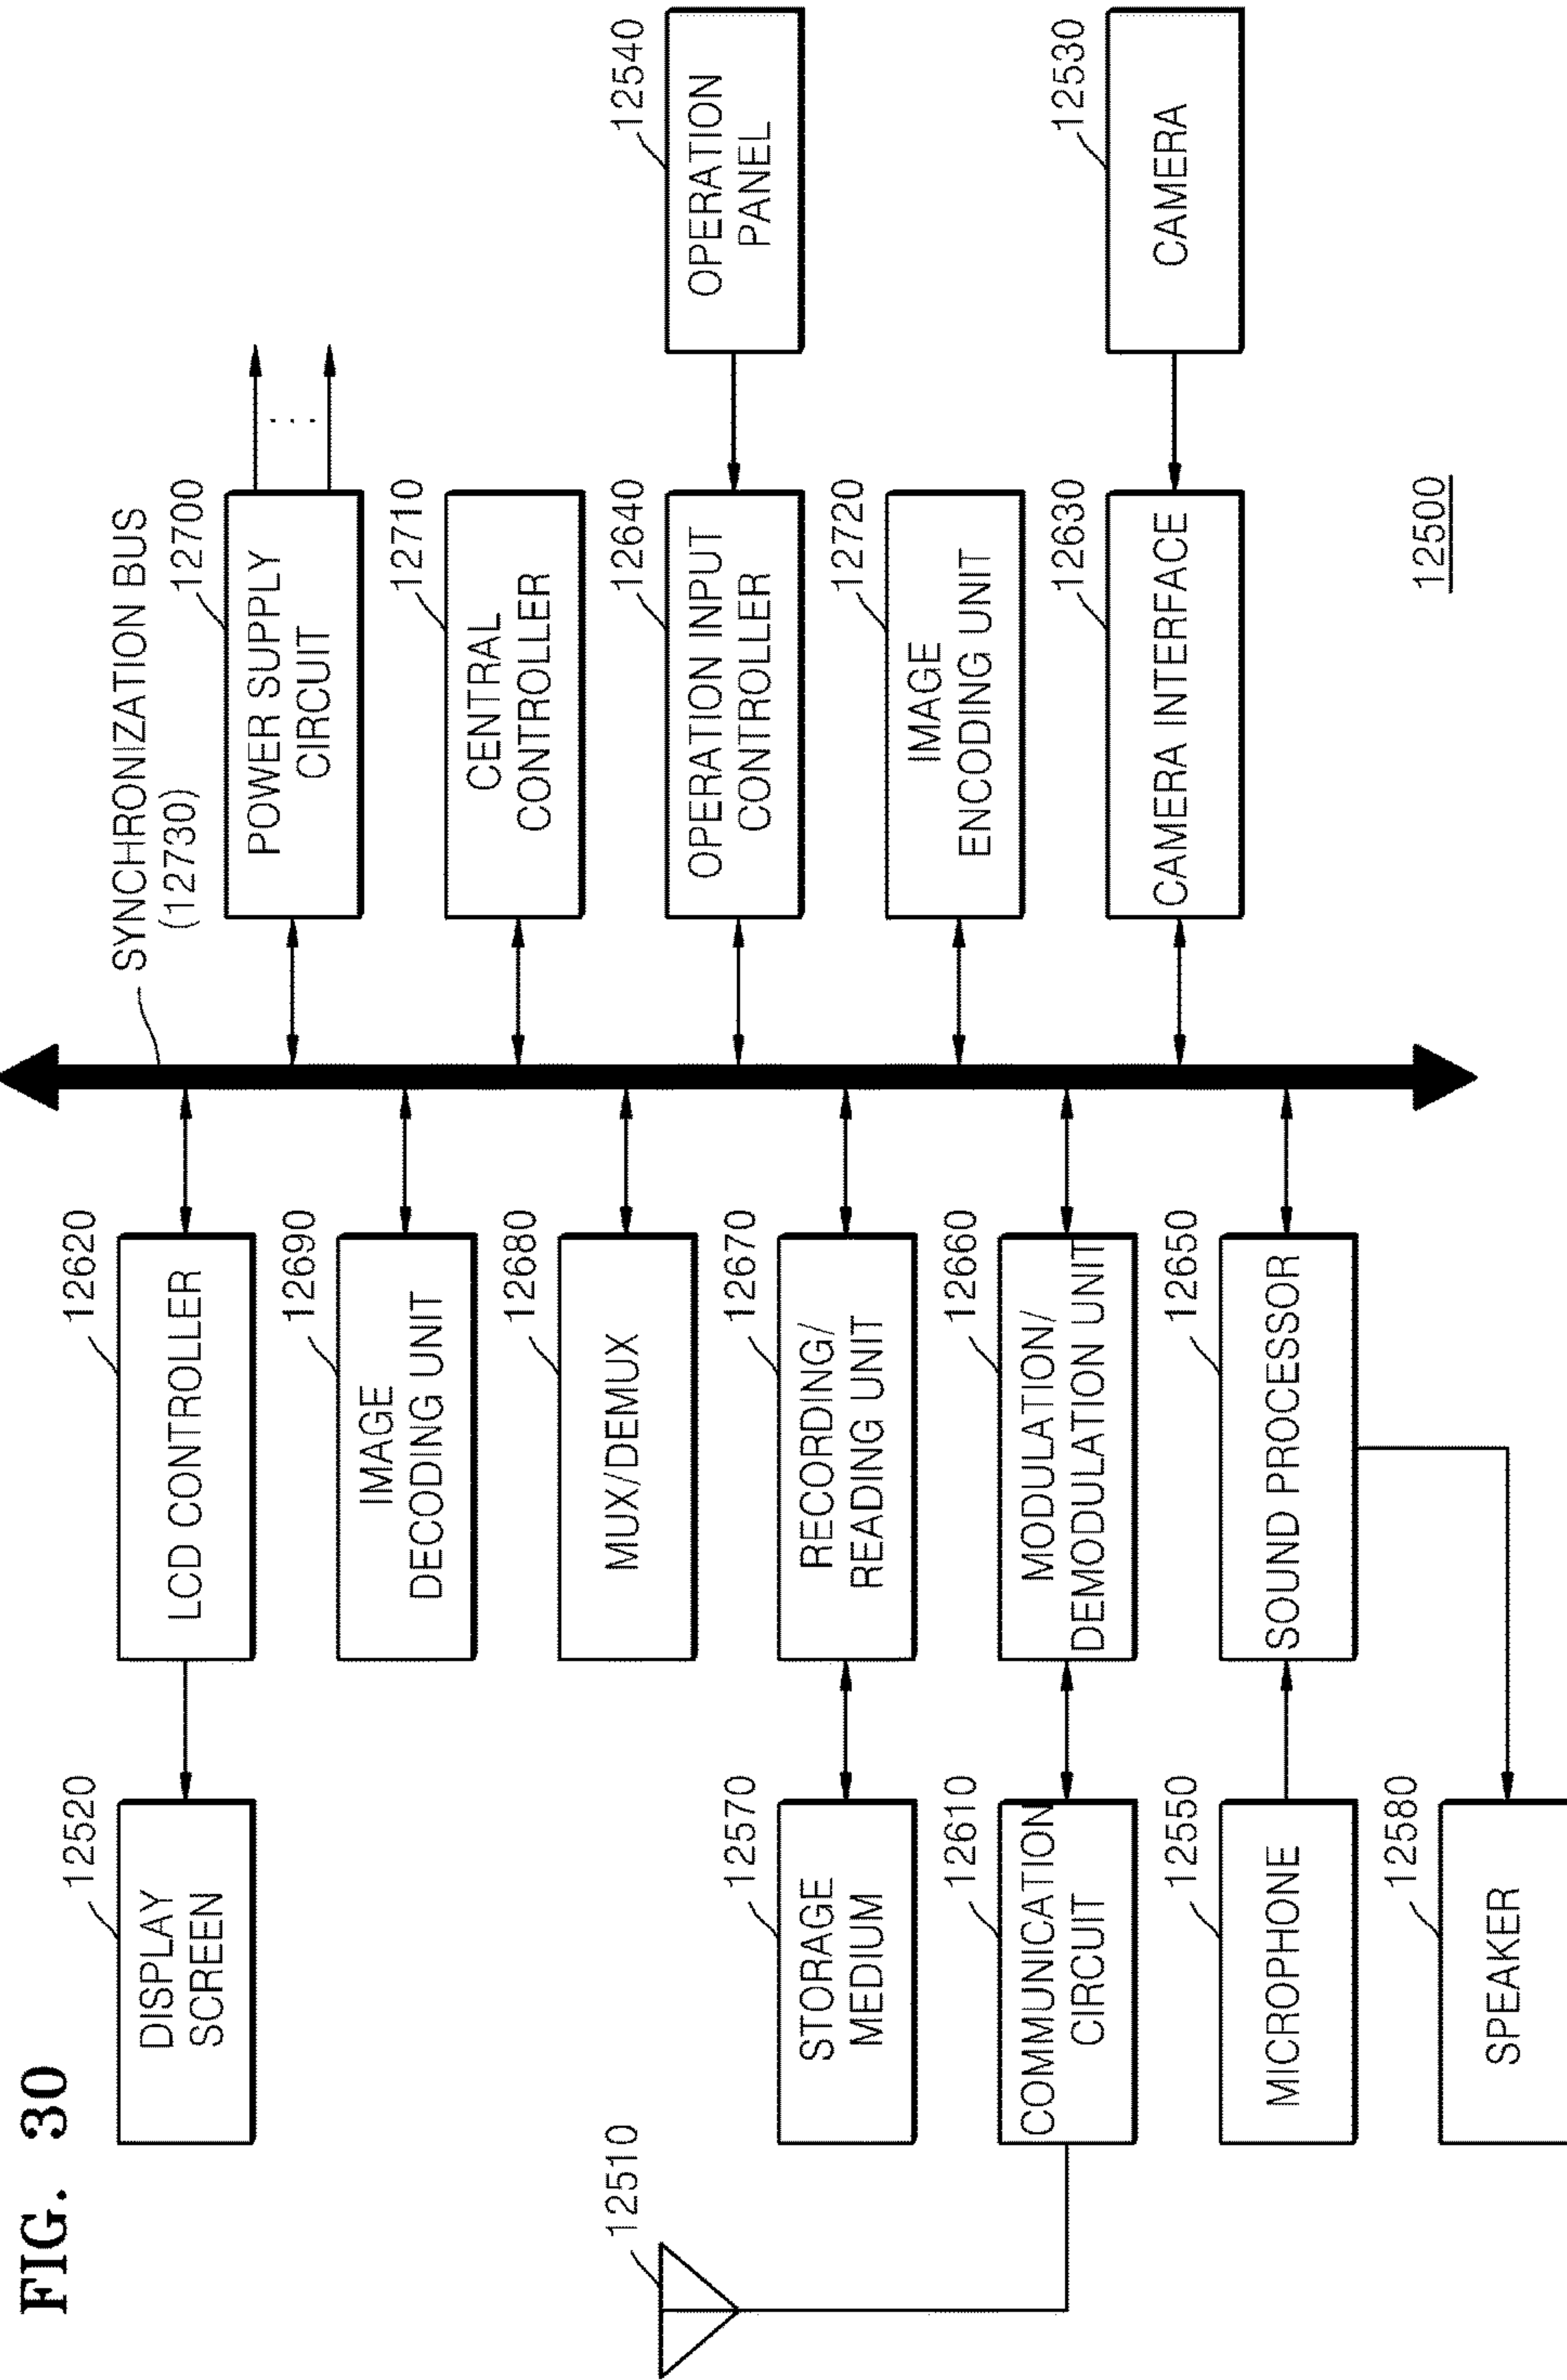 FIG. 30
12510
12520
DISPLAY
SCREEN
12570
STORAGE
MEDIUM
12610
COMMUNICATION
CIRCUIT
12550
MICROPHONE
12580
SPEAKER
12620
LCD CONTROLLER
12690
IMAGE
DECODING UNIT
12680
MUX/DEMUX
12670
RECORDING/
READING UNIT
12660
MODULATION/
DEMODULATION UNIT
12650
SOUND PROCESSOR
SYNCHRONIZATION BUS
(12730)
12700
POWER SUPPLY
CIRCUIT
12710
CENTRAL
CONTROLLER
12640
OPERATION INPUT
CONTROLLER
12720
IMAGE
ENCODING UNIT
12630
CAMERA INTERFACE
12540
OPERATION
PANEL
12530
CAMERA
12500